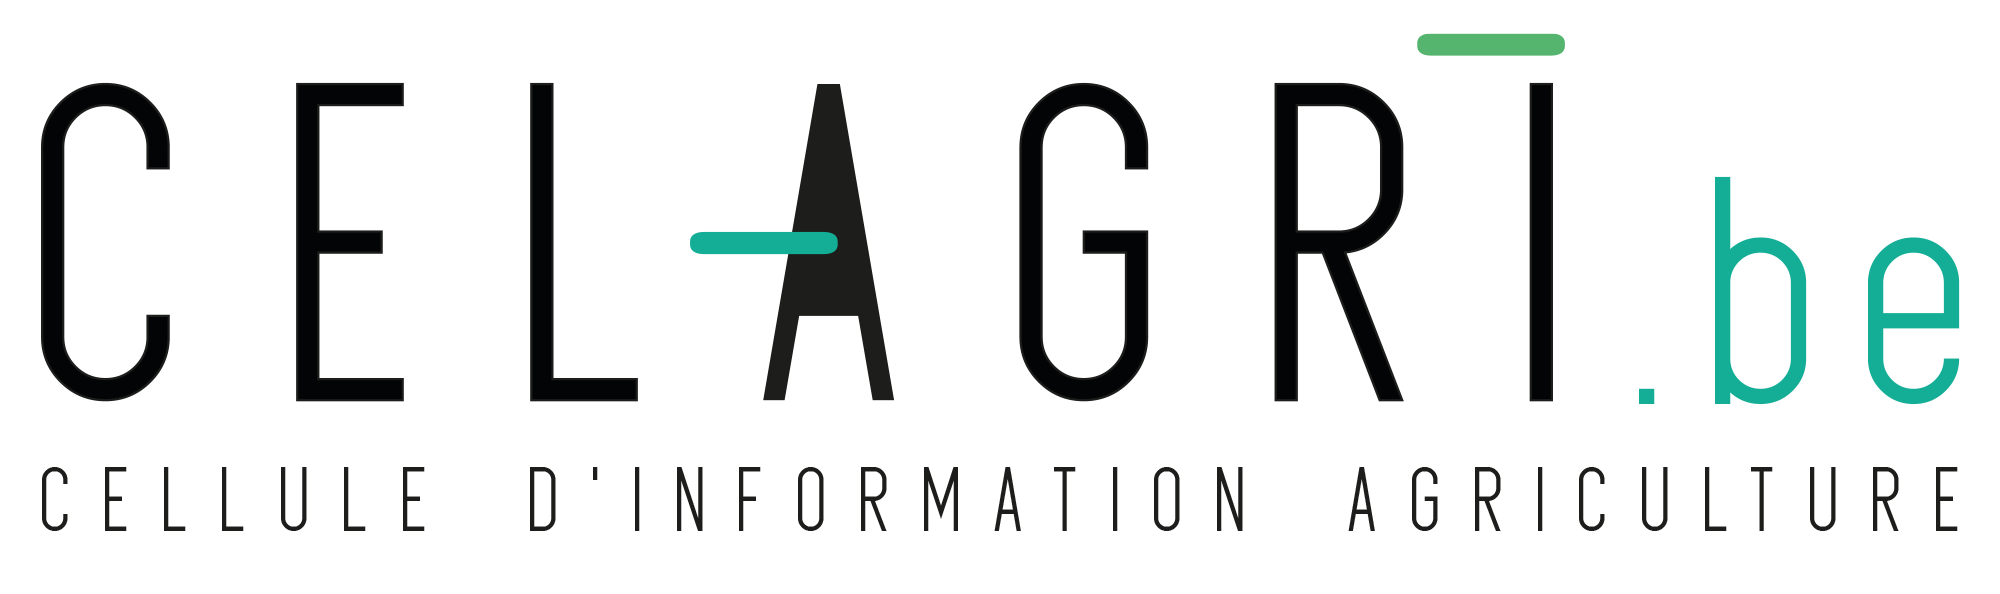 CELAGRI.be
CELLULE D'INFORMATION AGRICULTURE